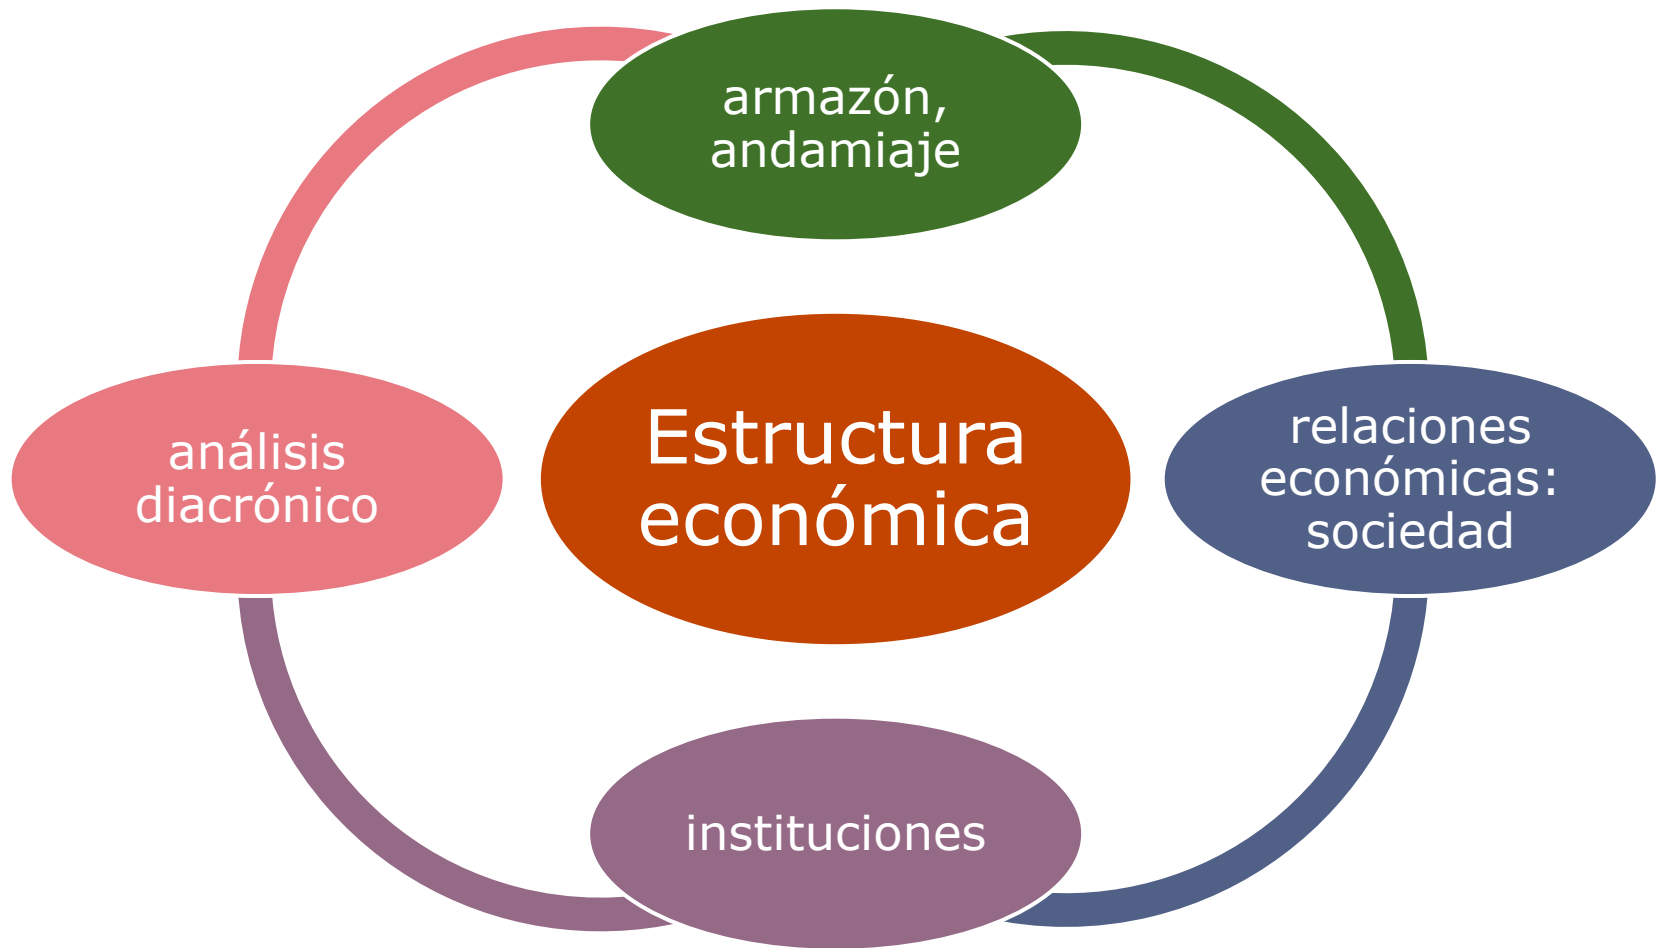 armazón,
andamiaje
Estructura
económica
análisis
diacrónico
relaciones
económicas:
sociedad
instituciones